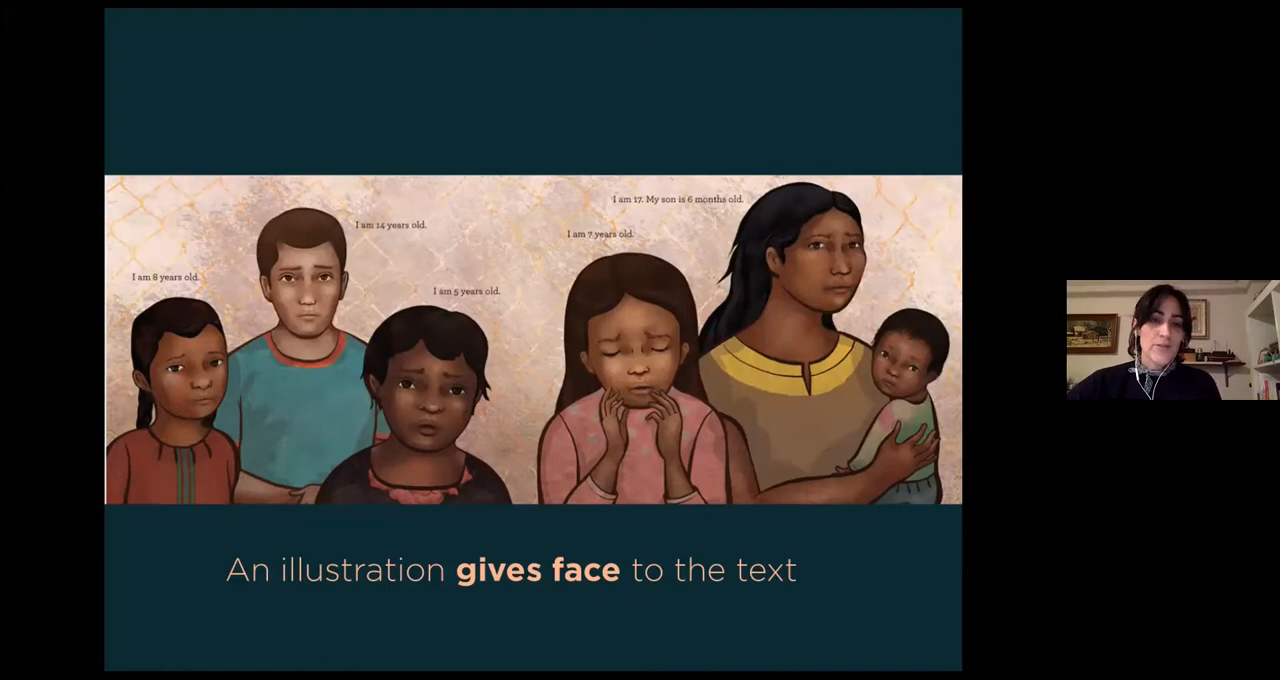 I am 8 years old.
I am 14 years old.
I am 5 years old.
I am 7 years old.
I am 17. My son is 6 months old.
An illustration gives face to the text